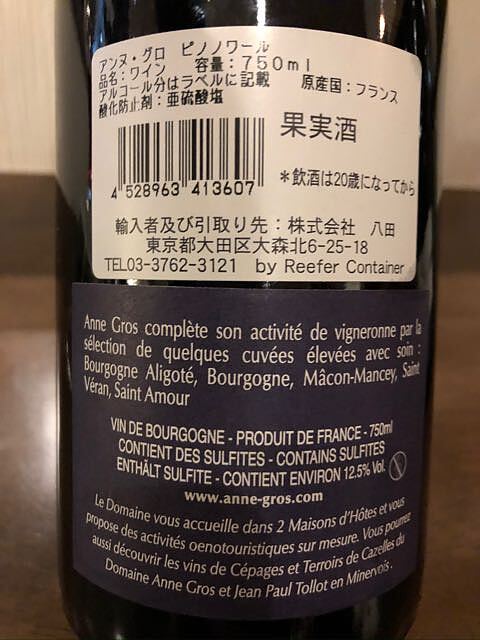 アンヌ・グロ ピノノワール
品名：ワイン 容量：750ml
アルコール分はラベルに記載 原産国：フランス
酸化防止剤：亜硫酸塩
果実酒
4 528963 413607
＊飲酒は20歳になってから
輸入者及び引取り先：株式会社 八田
東京都大田区大森北6-25-18
TEL03-3762-3121 by Reefer Container
Anne Gros complète son activité de vigneronne par la
sélection de quelques cuvées élevées avec soin :
Bourgogne Aligoté, Bourgogne, Mâcon-Mancey, Saint
Véran, Saint Amour
VIN DE BOURGOGNE - PRODUIT DE FRANCE - 750ml
CONTIENT DES SULFITES - CONTAINS SULFITES
ENTHÄLT SULFITE - CONTIENT ENVIRON 12.5% Vol.
www.anne-gros.com
Le Domaine vous accueille dans 2 Maisons d'Hôtes et vous
propose des activités oenotouristiques sur mesure. Vous pourrez
aussi découvrir les vins de Cépages et Terroirs de Cazelles du
Domaine Anne Gros et Jean Paul Tollot en Minervois.